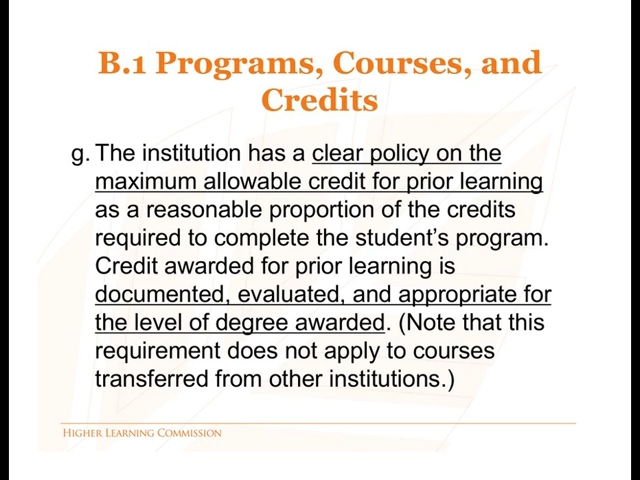 B.1 Programs, Courses, and
Credits
g. The institution has a clear policy on the
maximum allowable credit for prior learning
as a reasonable proportion of the credits
required to complete the student’s program.
Credit awarded for prior learning is
documented, evaluated, and appropriate for
the level of degree awarded. (Note that this
requirement does not apply to courses
transferred from other institutions.)
HIGHER LEARNING COMMISSION